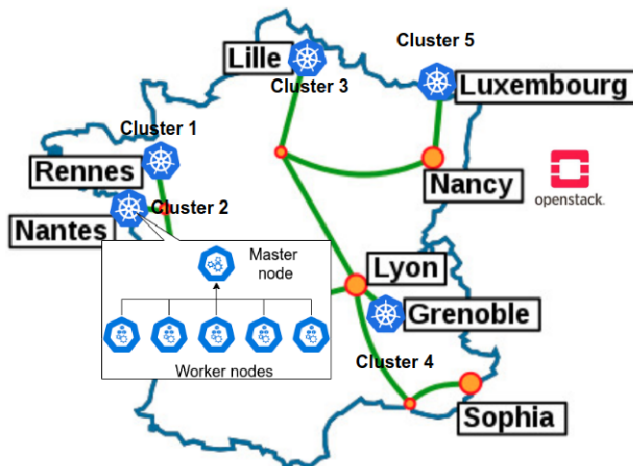 Cluster 5
Lille
Cluster 3
Luxembourg
Cluster 1
Rennes
Nancy
openstack.
Nantes
Cluster 2
Master
node
Lyon
Grenoble
Cluster 4
Worker nodes
Sophia